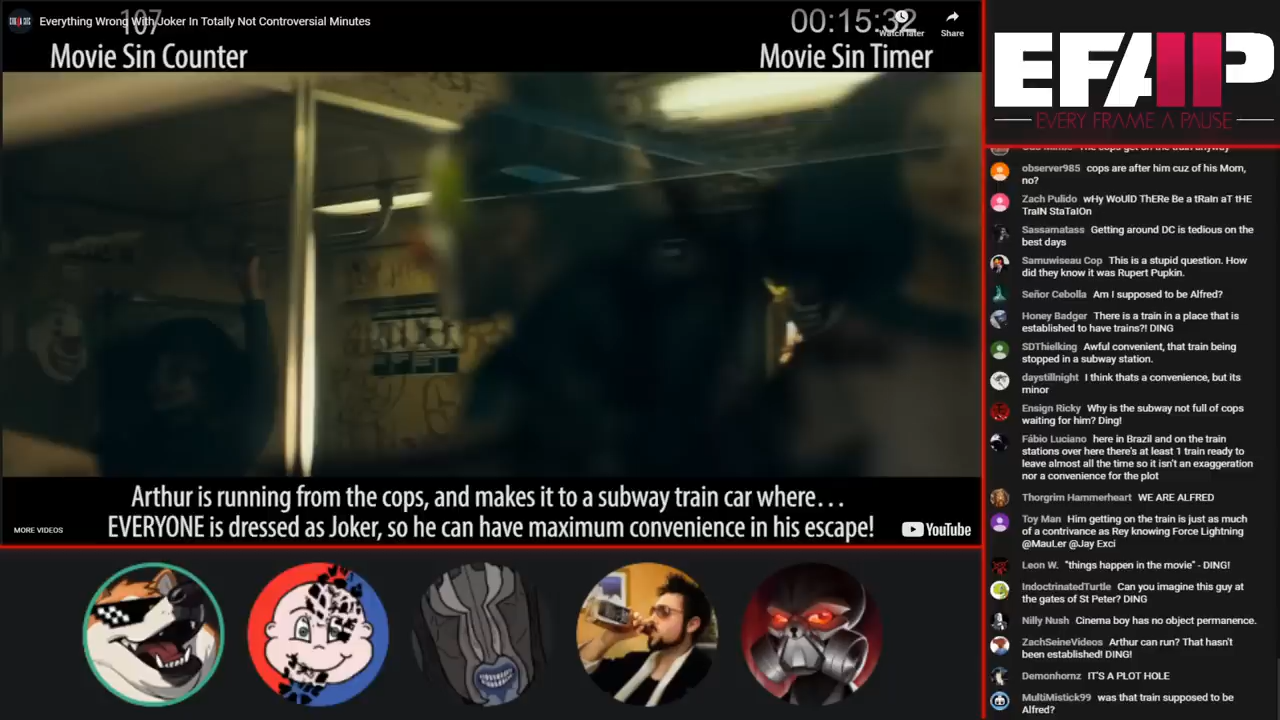 Everything Wrong With Joker In Totally Not Controversial Minutes
107
Movie Sin Counter
00:15:32
Movie Sin Timer
Watch later
Share
Arthur is running from the cops, and makes it to a subway train car where…
EVERYONE is dressed as Joker, so he can have maximum convenience in his escape!
MORE VIDEOS
YouTube
EFAP
EVERY FRAME A PAUSE
The cops get on the train anyway
observer985 cops are after him cuz of his Mom,
no?
Zach Pulido wHy WoUlD ThERe Be a tRaIn aT tHE
TraIN StaTaIOn
Sassamatass Getting around DC is tedious on the
best days
Samuwiseau Cop This is a stupid question. How
did they know it was Rupert Pupkin.
Señor Cebolla Am I supposed to be Alfred?
Honey Badger There is a train in a place that is
established to have trains?! DING
SDThielking Awful convenient, that train being
stopped in a subway station.
daystillnight I think thats a convenience, but its
minor
Ensign Ricky Why is the subway not full of cops
waiting for him? Ding!
Fábio Luciano here in Brazil and on the train
stations over here there's at least 1 train ready to
leave almost all the time so it isn't an exaggeration
nor a convenience for the plot
Thorgrim Hammerheart WE ARE ALFRED
Toy Man Him getting on the train is just as much
of a contrivance as Rey knowing Force Lightning
@MauLer @Jay Exci
Leon W. "things happen in the movie" - DING!
IndoctrinatedTurtle Can you imagine this guy at
the gates of St Peter? DING
Nilly Nush Cinema boy has no object permanence.
ZachSeineVideos Arthur can run? That hasn't
been established! DING!
Demonhornz IT'S A PLOT HOLE
MultiMistick99 was that train supposed to be
Alfred?